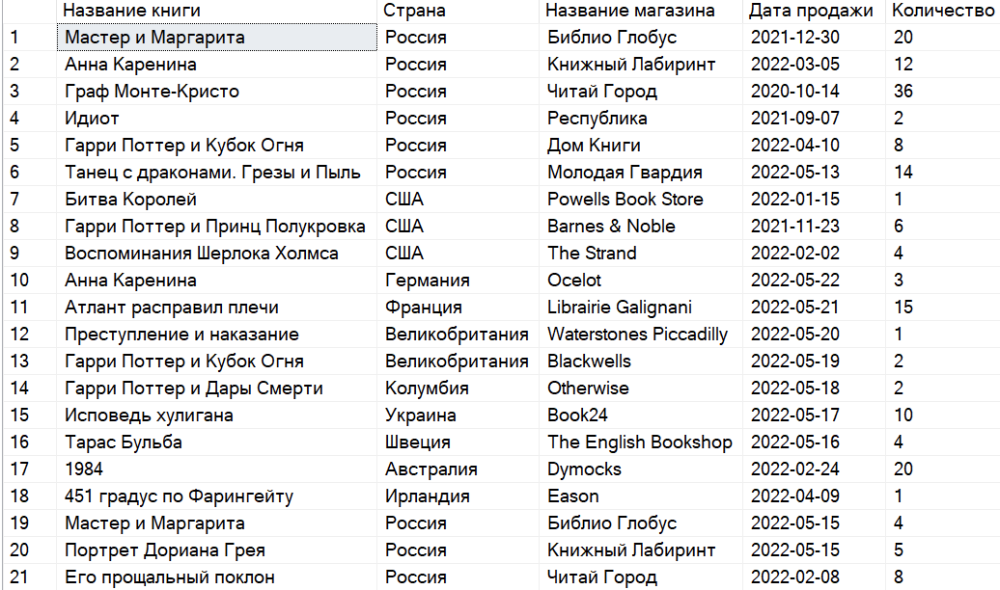 Название книги Страна Название магазина Дата продажи Количество
1 Мастер и Маргарита Россия Библио Глобус 2021-12-30 20
2 Анна Каренина Россия Книжный Лабиринт 2022-03-05 12
3 Граф Монте-Кристо Россия Читай Город 2020-10-14 36
4 Идиот Россия Республика 2021-09-07 2
5 Гарри Поттер и Кубок Огня Россия Дом Книги 2022-04-10 8
6 Танец с драконами. Грезы и Пыль Россия Молодая Гвардия 2022-05-13 14
7 Битва Королей США Powells Book Store 2022-01-15 1
8 Гарри Поттер и Принц Полукровка США Barnes & Noble 2021-11-23 6
9 Воспоминания Шерлока Холмса США The Strand 2022-02-02 4
10 Анна Каренина Германия Ocelot 2022-05-22 3
11 Атлант расправил плечи Франция Librairie Galignani 2022-05-21 15
12 Преступление и наказание Великобритания Waterstones Piccadilly 2022-05-20 1
13 Гарри Поттер и Кубок Огня Великобритания Blackwells 2022-05-19 2
14 Гарри Поттер и Дары Смерти Колумбия Otherwise 2022-05-18 2
15 Исповедь хулигана Украина Book24 2022-05-17 10
16 Тарас Бульба Швеция The English Bookshop 2022-05-16 4
17 1984 Австралия Dymocks 2022-02-24 20
18 451 градус по Фарингейту Ирландия Eason 2022-04-09 1
19 Мастер и Маргарита Россия Библио Глобус 2022-05-15 4
20 Портрет Дориана Грея Россия Книжный Лабиринт 2022-05-15 5
21 Его прощальный поклон Россия Читай Город 2022-02-08 8